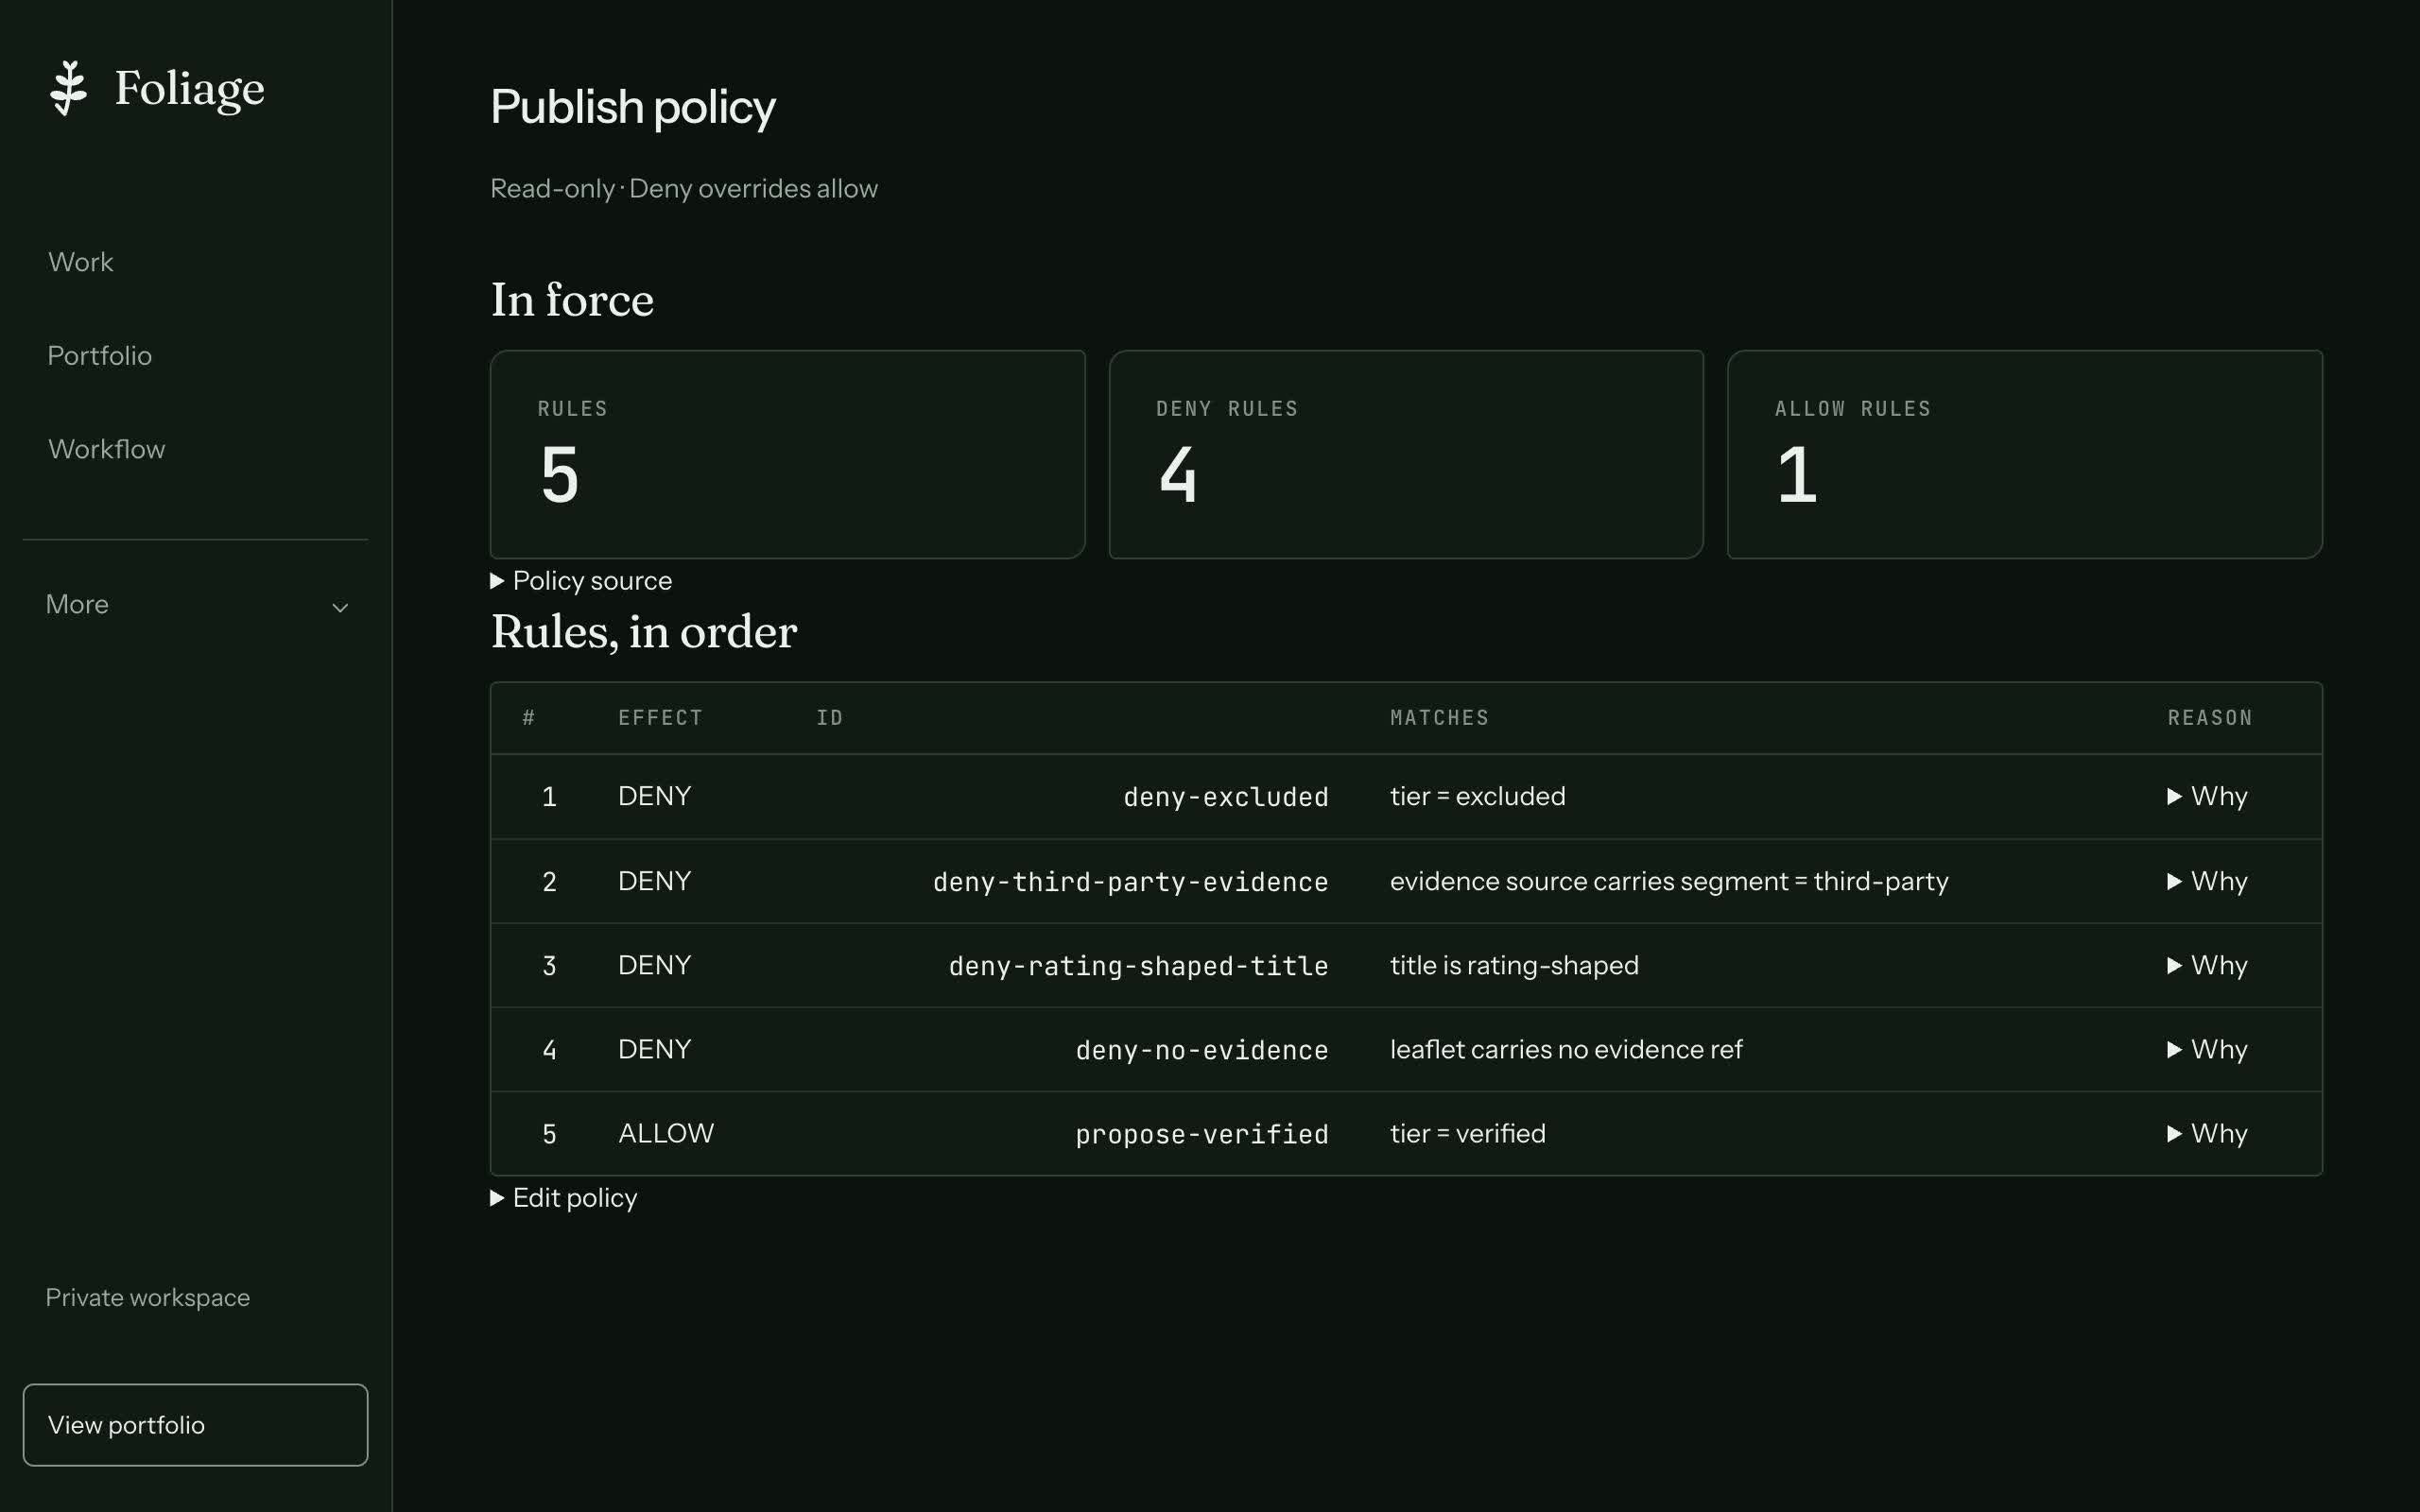 Foliage
Work
Portfolio
Workflow
More
Private workspace
View portfolio
Publish policy
Read-only · Deny overrides allow
In force
RULES
5
DENY RULES
4
ALLOW RULES
1
Policy source
Rules, in order
# EFFECT ID MATCHES REASON
1 DENY deny-excluded tier = excluded Why
2 DENY deny-third-party-evidence evidence source carries segment = third-party Why
3 DENY deny-rating-shaped-title title is rating-shaped Why
4 DENY deny-no-evidence leaflet carries no evidence ref Why
5 ALLOW propose-verified tier = verified Why
Edit policy